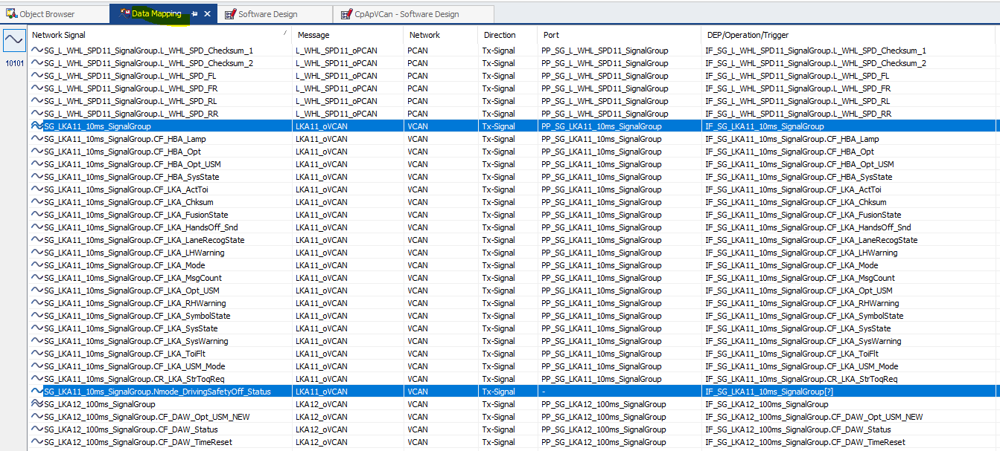 Object Browser Data Mapping Software Design CpApVCan - Software Design
Network Signal Message Network Direction Port DEP/Operation/Trigger
SG_L_WHL_SPD11_SignalGroup.L_WHL_SPD_Checksum_1 L_WHL_SPD11_oPCAN PCAN Tx-Signal PP_SG_L_WHL_SPD11_SignalGroup IF_SG_L_WHL_SPD11_SignalGroup.L_WHL_SPD_Checksum_1
10101 SG_L_WHL_SPD11_SignalGroup.L_WHL_SPD_Checksum_2 L_WHL_SPD11_oPCAN PCAN Tx-Signal PP_SG_L_WHL_SPD11_SignalGroup IF_SG_L_WHL_SPD11_SignalGroup.L_WHL_SPD_Checksum_2
SG_L_WHL_SPD11_SignalGroup.L_WHL_SPD_FL L_WHL_SPD11_oPCAN PCAN Tx-Signal PP_SG_L_WHL_SPD11_SignalGroup IF_SG_L_WHL_SPD11_SignalGroup.L_WHL_SPD_FL
SG_L_WHL_SPD11_SignalGroup.L_WHL_SPD_FR L_WHL_SPD11_oPCAN PCAN Tx-Signal PP_SG_L_WHL_SPD11_SignalGroup IF_SG_L_WHL_SPD11_SignalGroup.L_WHL_SPD_FR
SG_L_WHL_SPD11_SignalGroup.L_WHL_SPD_RL L_WHL_SPD11_oPCAN PCAN Tx-Signal PP_SG_L_WHL_SPD11_SignalGroup IF_SG_L_WHL_SPD11_SignalGroup.L_WHL_SPD_RL
SG_L_WHL_SPD11_SignalGroup.L_WHL_SPD_RR L_WHL_SPD11_oPCAN PCAN Tx-Signal PP_SG_L_WHL_SPD11_SignalGroup IF_SG_L_WHL_SPD11_SignalGroup.L_WHL_SPD_RR
SG_LKA11_10ms_SignalGroup LKA11_oVCAN VCAN Tx-Signal PP_SG_LKA11_10ms_SignalGroup IF_SG_LKA11_10ms_SignalGroup
SG_LKA11_10ms_SignalGroup.CF_HBA_Lamp LKA11_oVCAN VCAN Tx-Signal PP_SG_LKA11_10ms_SignalGroup IF_SG_LKA11_10ms_SignalGroup.CF_HBA_Lamp
SG_LKA11_10ms_SignalGroup.CF_HBA_Opt LKA11_oVCAN VCAN Tx-Signal PP_SG_LKA11_10ms_SignalGroup IF_SG_LKA11_10ms_SignalGroup.CF_HBA_Opt
SG_LKA11_10ms_SignalGroup.CF_HBA_Opt_USM LKA11_oVCAN VCAN Tx-Signal PP_SG_LKA11_10ms_SignalGroup IF_SG_LKA11_10ms_SignalGroup.CF_HBA_Opt_USM
SG_LKA11_10ms_SignalGroup.CF_HBA_SysState LKA11_oVCAN VCAN Tx-Signal PP_SG_LKA11_10ms_SignalGroup IF_SG_LKA11_10ms_SignalGroup.CF_HBA_SysState
SG_LKA11_10ms_SignalGroup.CF_LKA_ActToi LKA11_oVCAN VCAN Tx-Signal PP_SG_LKA11_10ms_SignalGroup IF_SG_LKA11_10ms_SignalGroup.CF_LKA_ActToi
SG_LKA11_10ms_SignalGroup.CF_LKA_Chksum LKA11_oVCAN VCAN Tx-Signal PP_SG_LKA11_10ms_SignalGroup IF_SG_LKA11_10ms_SignalGroup.CF_LKA_Chksum
SG_LKA11_10ms_SignalGroup.CF_LKA_FusionState LKA11_oVCAN VCAN Tx-Signal PP_SG_LKA11_10ms_SignalGroup IF_SG_LKA11_10ms_SignalGroup.CF_LKA_FusionState
SG_LKA11_10ms_SignalGroup.CF_LKA_HandsOff_Snd LKA11_oVCAN VCAN Tx-Signal PP_SG_LKA11_10ms_SignalGroup IF_SG_LKA11_10ms_SignalGroup.CF_LKA_HandsOff_Snd
SG_LKA11_10ms_SignalGroup.CF_LKA_LaneRecogState LKA11_oVCAN VCAN Tx-Signal PP_SG_LKA11_10ms_SignalGroup IF_SG_LKA11_10ms_SignalGroup.CF_LKA_LaneRecogState
SG_LKA11_10ms_SignalGroup.CF_LKA_LHWarning LKA11_oVCAN VCAN Tx-Signal PP_SG_LKA11_10ms_SignalGroup IF_SG_LKA11_10ms_SignalGroup.CF_LKA_LHWarning
SG_LKA11_10ms_SignalGroup.CF_LKA_Mode LKA11_oVCAN VCAN Tx-Signal PP_SG_LKA11_10ms_SignalGroup IF_SG_LKA11_10ms_SignalGroup.CF_LKA_Mode
SG_LKA11_10ms_SignalGroup.CF_LKA_MsgCount LKA11_oVCAN VCAN Tx-Signal PP_SG_LKA11_10ms_SignalGroup IF_SG_LKA11_10ms_SignalGroup.CF_LKA_MsgCount
SG_LKA11_10ms_SignalGroup.CF_LKA_Opt_USM LKA11_oVCAN VCAN Tx-Signal PP_SG_LKA11_10ms_SignalGroup IF_SG_LKA11_10ms_SignalGroup.CF_LKA_Opt_USM
SG_LKA11_10ms_SignalGroup.CF_LKA_RHWarning LKA11_oVCAN VCAN Tx-Signal PP_SG_LKA11_10ms_SignalGroup IF_SG_LKA11_10ms_SignalGroup.CF_LKA_RHWarning
SG_LKA11_10ms_SignalGroup.CF_LKA_SymbolState LKA11_oVCAN VCAN Tx-Signal PP_SG_LKA11_10ms_SignalGroup IF_SG_LKA11_10ms_SignalGroup.CF_LKA_SymbolState
SG_LKA11_10ms_SignalGroup.CF_LKA_SysState LKA11_oVCAN VCAN Tx-Signal PP_SG_LKA11_10ms_SignalGroup IF_SG_LKA11_10ms_SignalGroup.CF_LKA_SysState
SG_LKA11_10ms_SignalGroup.CF_LKA_SysWarning LKA11_oVCAN VCAN Tx-Signal PP_SG_LKA11_10ms_SignalGroup IF_SG_LKA11_10ms_SignalGroup.CF_LKA_SysWarning
SG_LKA11_10ms_SignalGroup.CF_LKA_ToiFlt LKA11_oVCAN VCAN Tx-Signal PP_SG_LKA11_10ms_SignalGroup IF_SG_LKA11_10ms_SignalGroup.CF_LKA_ToiFlt
SG_LKA11_10ms_SignalGroup.CF_LKA_USM_Mode LKA11_oVCAN VCAN Tx-Signal PP_SG_LKA11_10ms_SignalGroup IF_SG_LKA11_10ms_SignalGroup.CF_LKA_USM_Mode
SG_LKA11_10ms_SignalGroup.CR_LKA_StrToqReq LKA11_oVCAN VCAN Tx-Signal PP_SG_LKA11_10ms_SignalGroup IF_SG_LKA11_10ms_SignalGroup.CR_LKA_StrToqReq
SG_LKA11_10ms_SignalGroup.Nmode_DrivingSafetyOff_Status LKA11_oVCAN VCAN Tx-Signal - IF_SG_LKA11_10ms_SignalGroup[?]
SG_LKA12_100ms_SignalGroup LKA12_oVCAN VCAN Tx-Signal PP_SG_LKA12_100ms_SignalGroup IF_SG_LKA12_100ms_SignalGroup
SG_LKA12_100ms_SignalGroup.CF_DAW_Opt_USM_NEW LKA12_oVCAN VCAN Tx-Signal PP_SG_LKA12_100ms_SignalGroup IF_SG_LKA12_100ms_SignalGroup.CF_DAW_Opt_USM_NEW
SG_LKA12_100ms_SignalGroup.CF_DAW_Status LKA12_oVCAN VCAN Tx-Signal PP_SG_LKA12_100ms_SignalGroup IF_SG_LKA12_100ms_SignalGroup.CF_DAW_Status
SG_LKA12_100ms_SignalGroup.CF_DAW_TimeReset LKA12_oVCAN VCAN Tx-Signal PP_SG_LKA12_100ms_SignalGroup IF_SG_LKA12_100ms_SignalGroup.CF_DAW_TimeReset